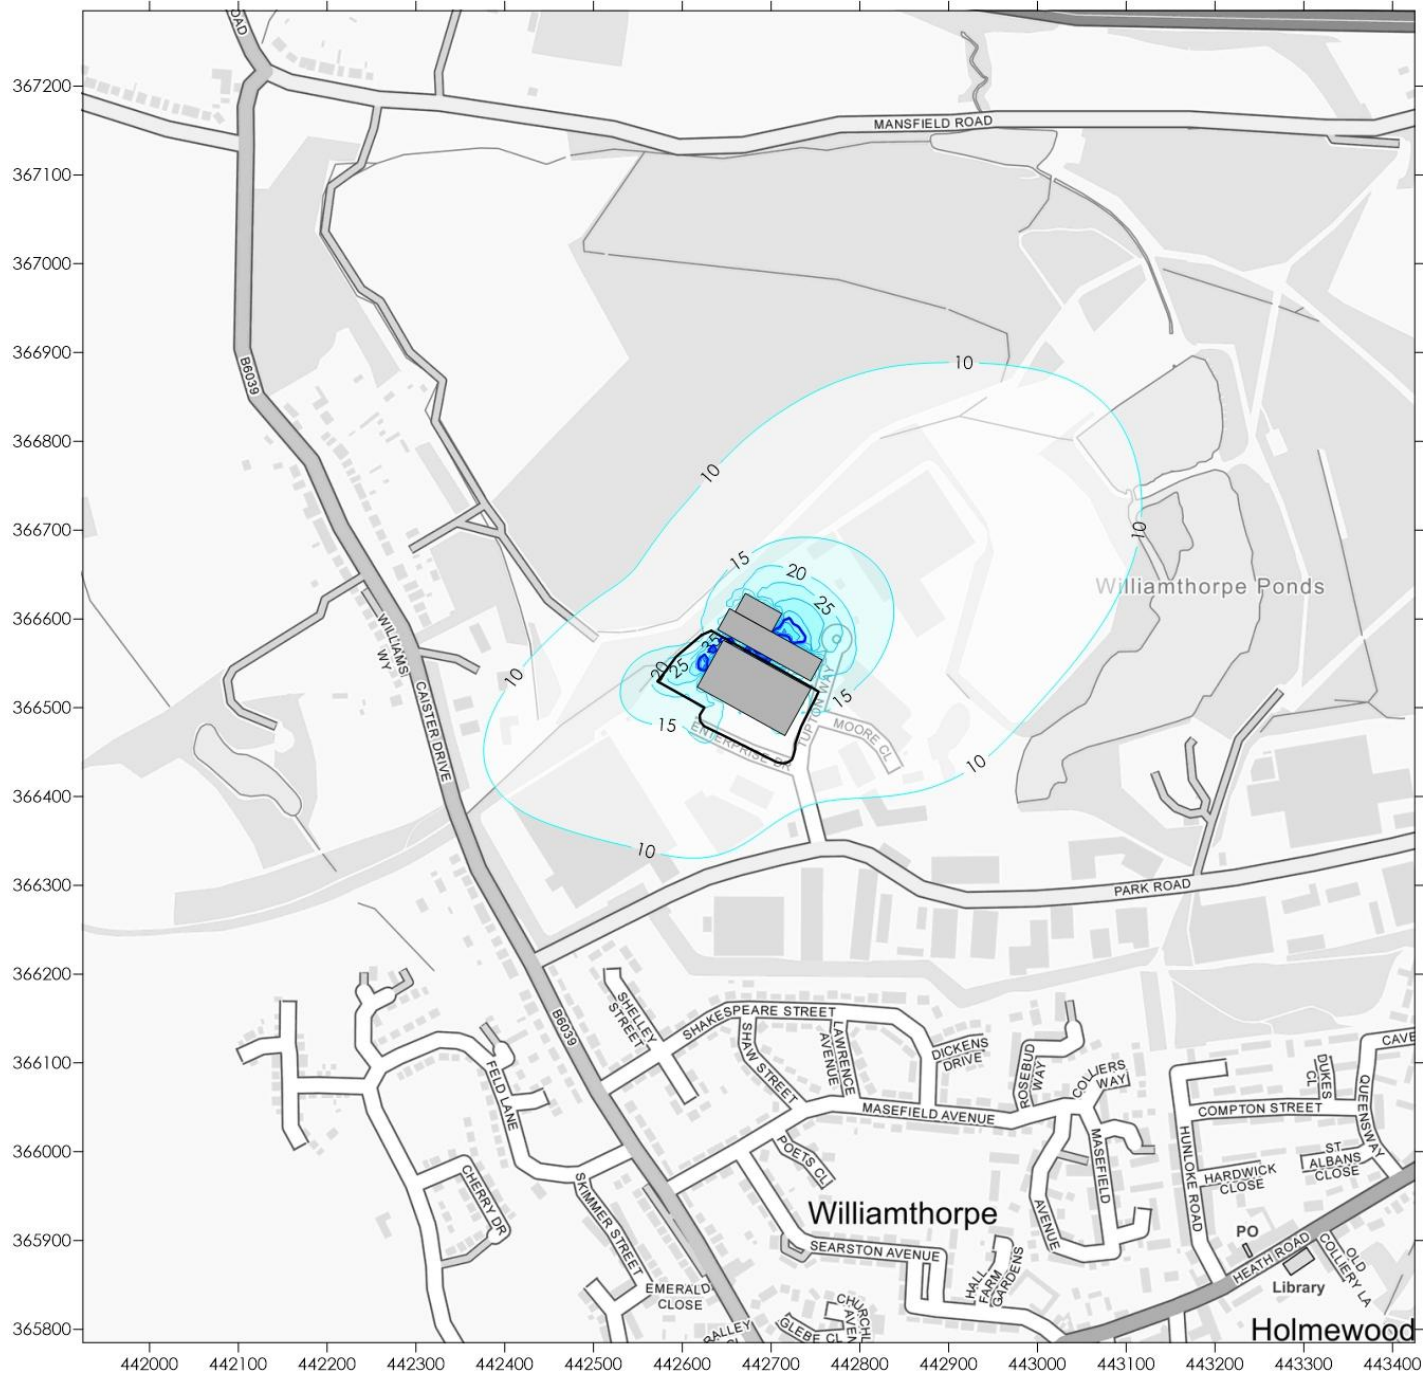 OAD
367200
MANSFIELD ROAD
367100
367000
366900
10
B6039
366800
10
366700
10
15
20
Williamthorpe Ponds
25
366600
35
WILLIAMS
WY
20
25
10
15
TUPTON WAY
366500
15
MOORE CL
ENTERPRISE DR
CAISTER DRIVE
10
366400
10
366300
PARK ROAD
366200
SHELLEY
STREET
SHAKESPEARE STREET
B6039
366100
SHAW STREET
LAWRENCE
AVENUE
DICKENS
DRIVE
ROSEBUD
WAY
COLLIERS
WAY
DUKES
CL
CAVE
QUEENSWAY
FELD LANE
MASEFIELD AVENUE
COMPTON STREET
366000
POETS CL
MASEFIELD
AVENUE
HUNLOKE ROAD
ST
ALBANS
CLOSE
HARDWICK
CLOSE
CHERRY DR
SKIMMER STREET
Williamthorpe
365900
SEARSTON AVENUE
PO
HEATH ROAD
OLD
COLLIERY LA
HALL
FARM
GARDENS
Library
EMERALD
CLOSE
CHURCHL
AVEN
GLEBE CL
RALLEY
365800
Holmewood
442000 442100 442200 442300 442400 442500 442600 442700 442800 442900 443000 443100 443200 443300 443400